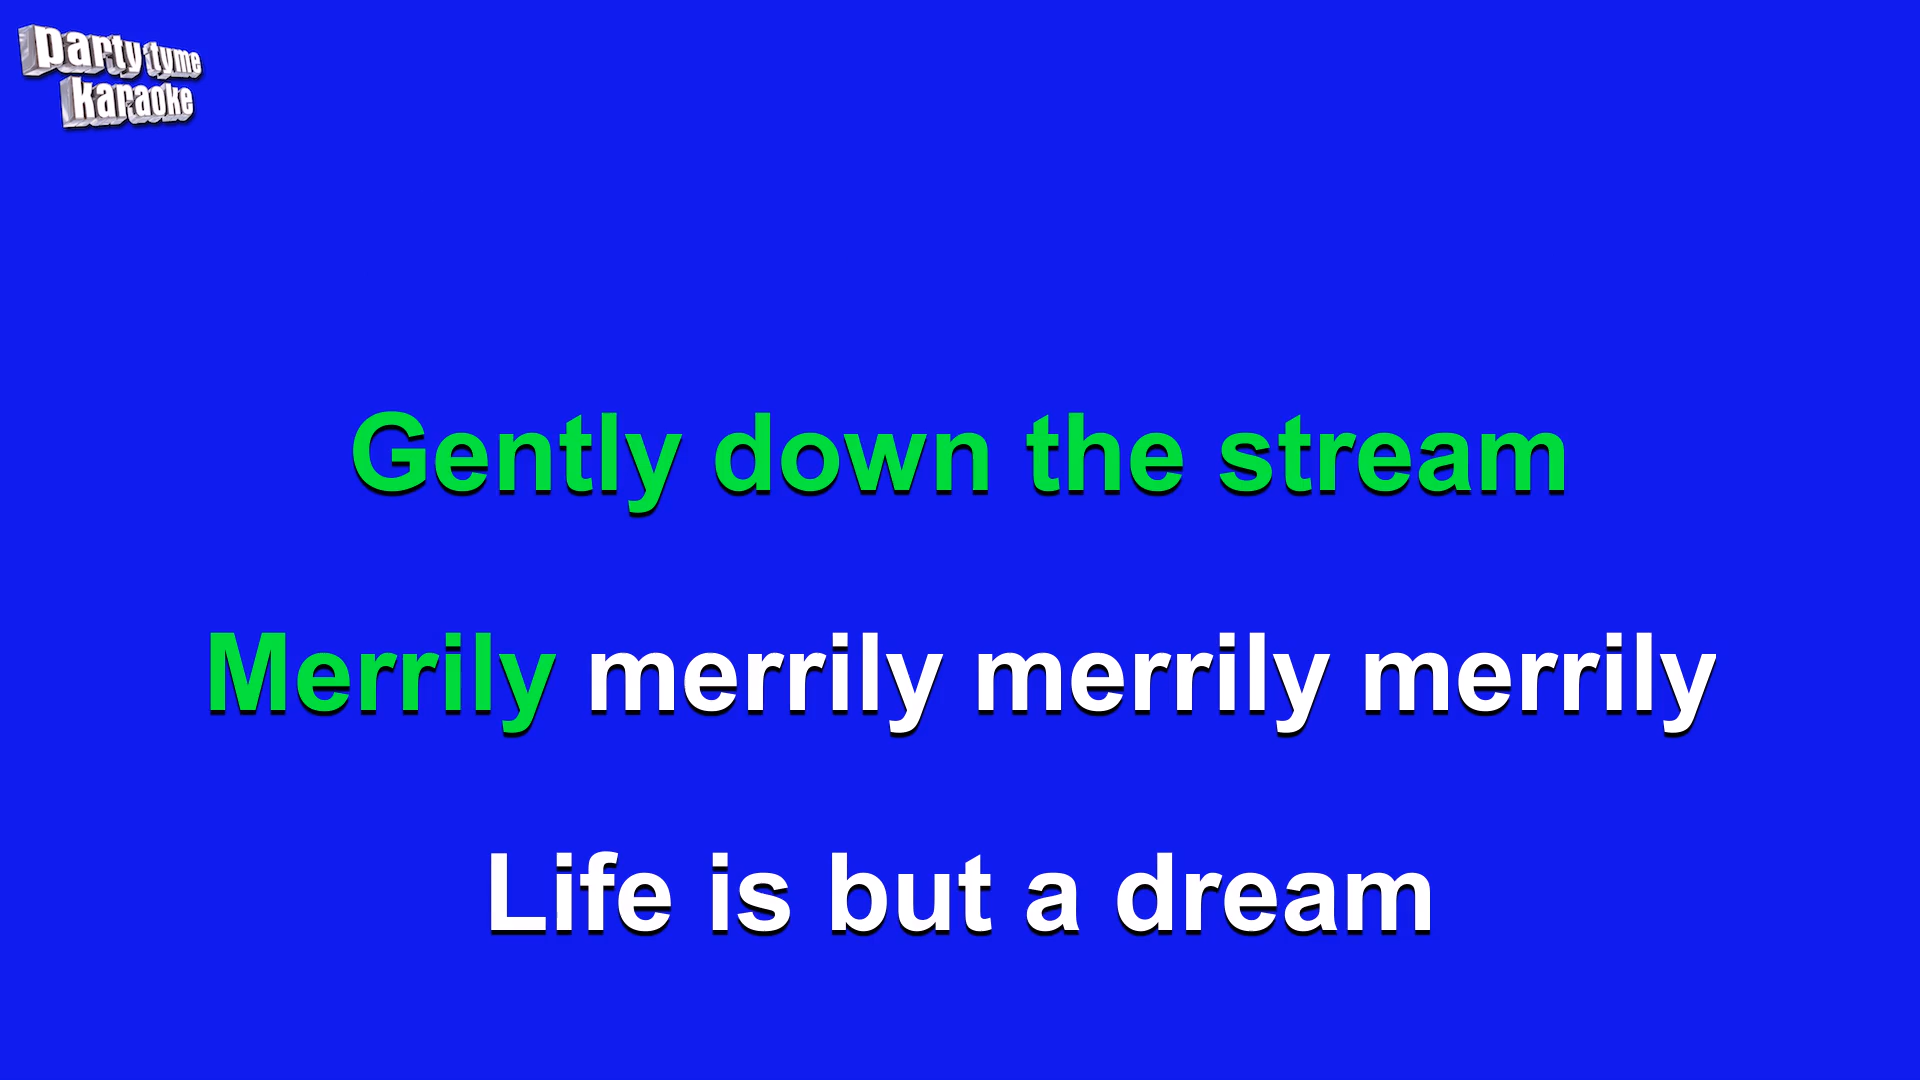 party tyme
karaoke
Gently down the stream
Merrily merrily merrily merrily
Life is but a dream